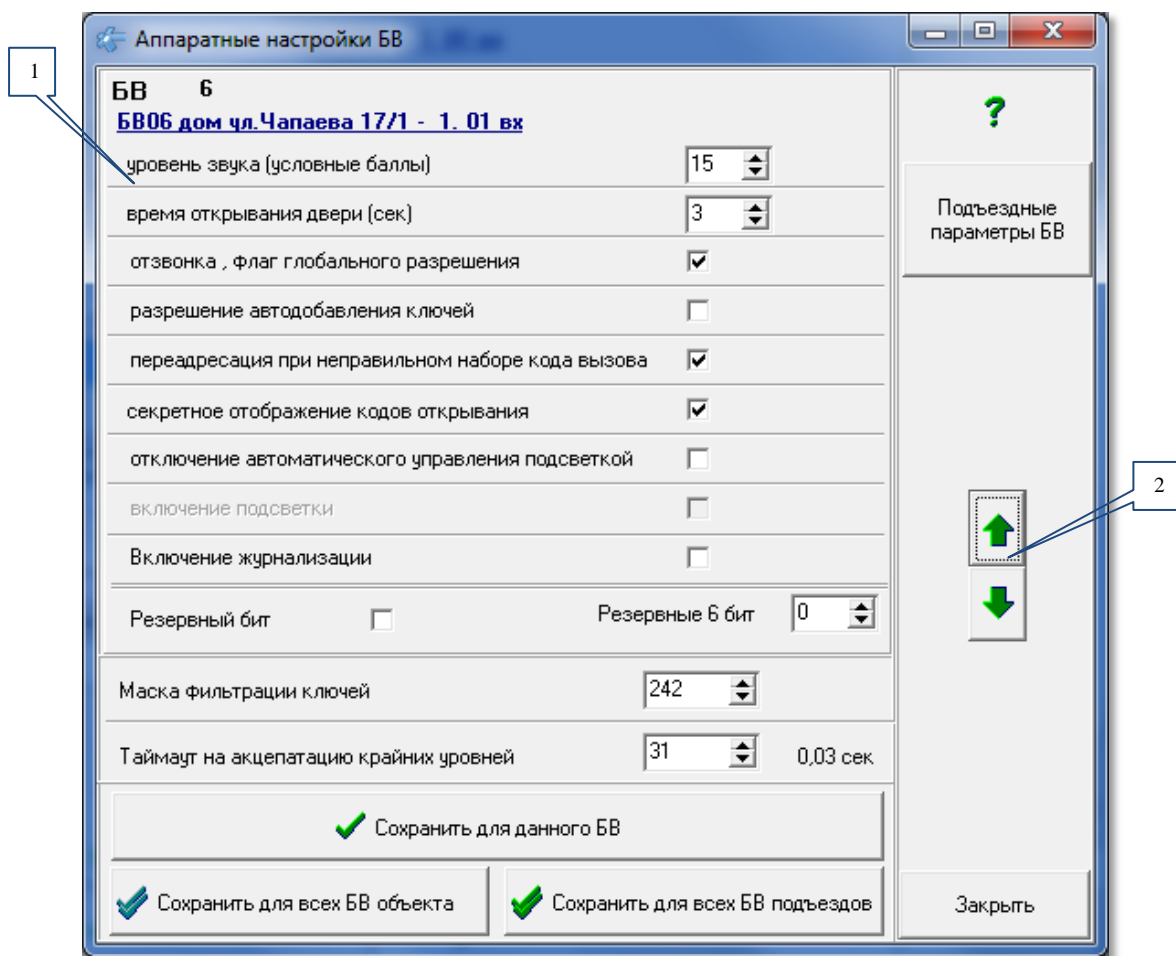 Аппаратные настройки БВ
1
БВ 6
БВ06 дом ул.Чапаева 17/1 - 1. 01 вх
?
уровень звука (условные баллы) 15
время открывания двери (сек) 3
Подъездные
параметры БВ
отзвонка , флаг глобального разрешения
разрешение автодобавления ключей
переадресация при неправильном наборе кода вызова
секретное отображение кодов открывания
отключение автоматического управления подсветкой
2
включение подсветки
Включение журнализации
Резервный бит Резервные 6 бит 0
Маска фильтрации ключей 242
Таймаут на акцепатацию крайних уровней 31 0,03 сек
Сохранить для данного БВ
Сохранить для всех БВ объекта Сохранить для всех БВ подъездов Закрыть